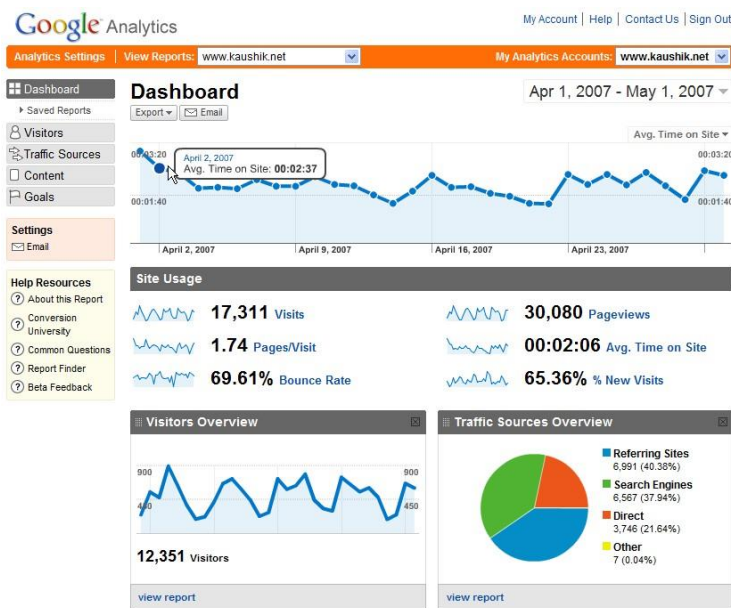 Google Analytics
My Account | Help | Contact Us | Sign Out
Analytics Settings | View Reports: www.kaushik.net
My Analytics Accounts: www.kaushik.net
Dashboard
Saved Reports
Visitors
Traffic Sources
Content
Goals
Settings
Email
Help Resources
About this Report
Conversion
University
Common Questions
Report Finder
Beta Feedback
Dashboard
Apr 1, 2007 - May 1, 2007
Export Email
Avg. Time on Site
00:03:20
00:03:20
April 2, 2007
Avg. Time on Site: 00:02:37
00:01:40
00:01:40
April 2, 2007 April 9, 2007 April 16, 2007 April 23, 2007
Site Usage
17,311 Visits
30,080 Pageviews
1.74 Pages/Visit
00:02:06 Avg. Time on Site
69.61% Bounce Rate
65.36% % New Visits
Visitors Overview
900
900
450
450
12,351 Visitors
view report
Traffic Sources Overview
Referring Sites
6,991 (40.38%)
Search Engines
6,567 (37.94%)
Direct
3,746 (21.64%)
Other
7 (0.04%)
view report